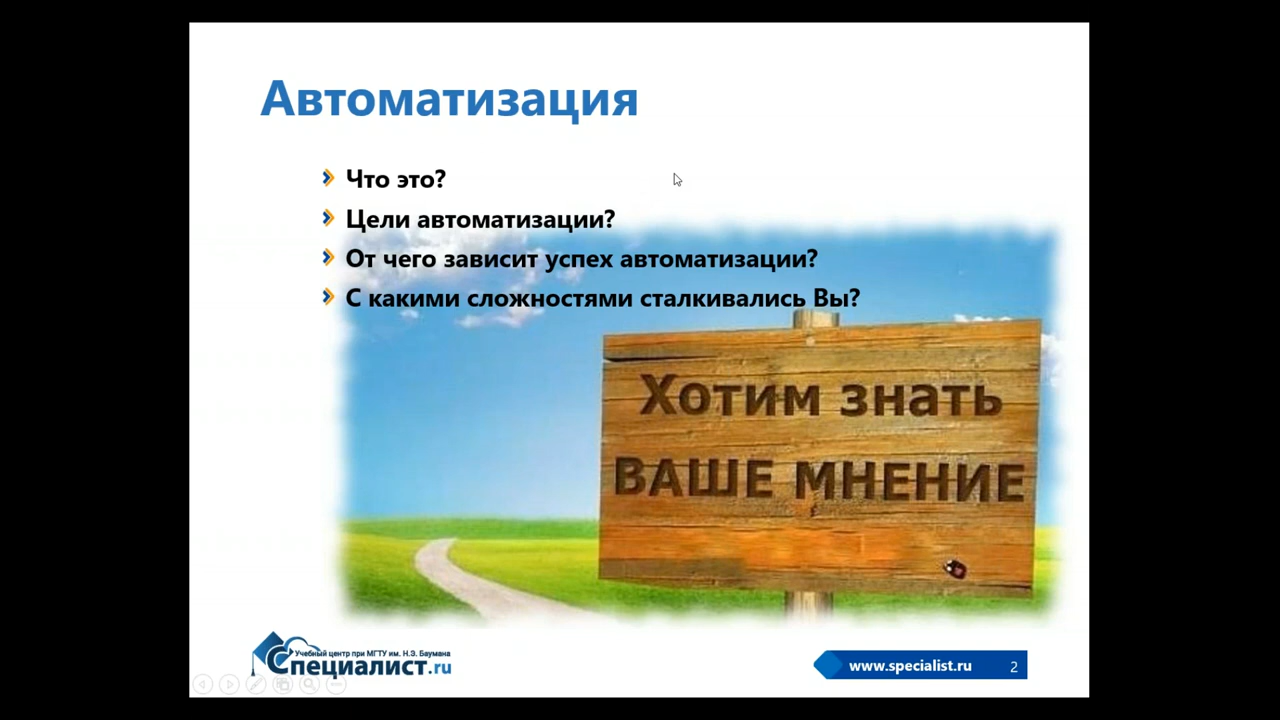 Автоматизация
Что это?
Цели автоматизации?
От чего зависит успех автоматизации?
С какими сложностями сталкивались Вы?
Хотим знать
ВАШЕ МНЕНИЕ
Учебный центр при МГТУ им. Н.Э. Баумана
Специалист.ru
www.specialist.ru
2